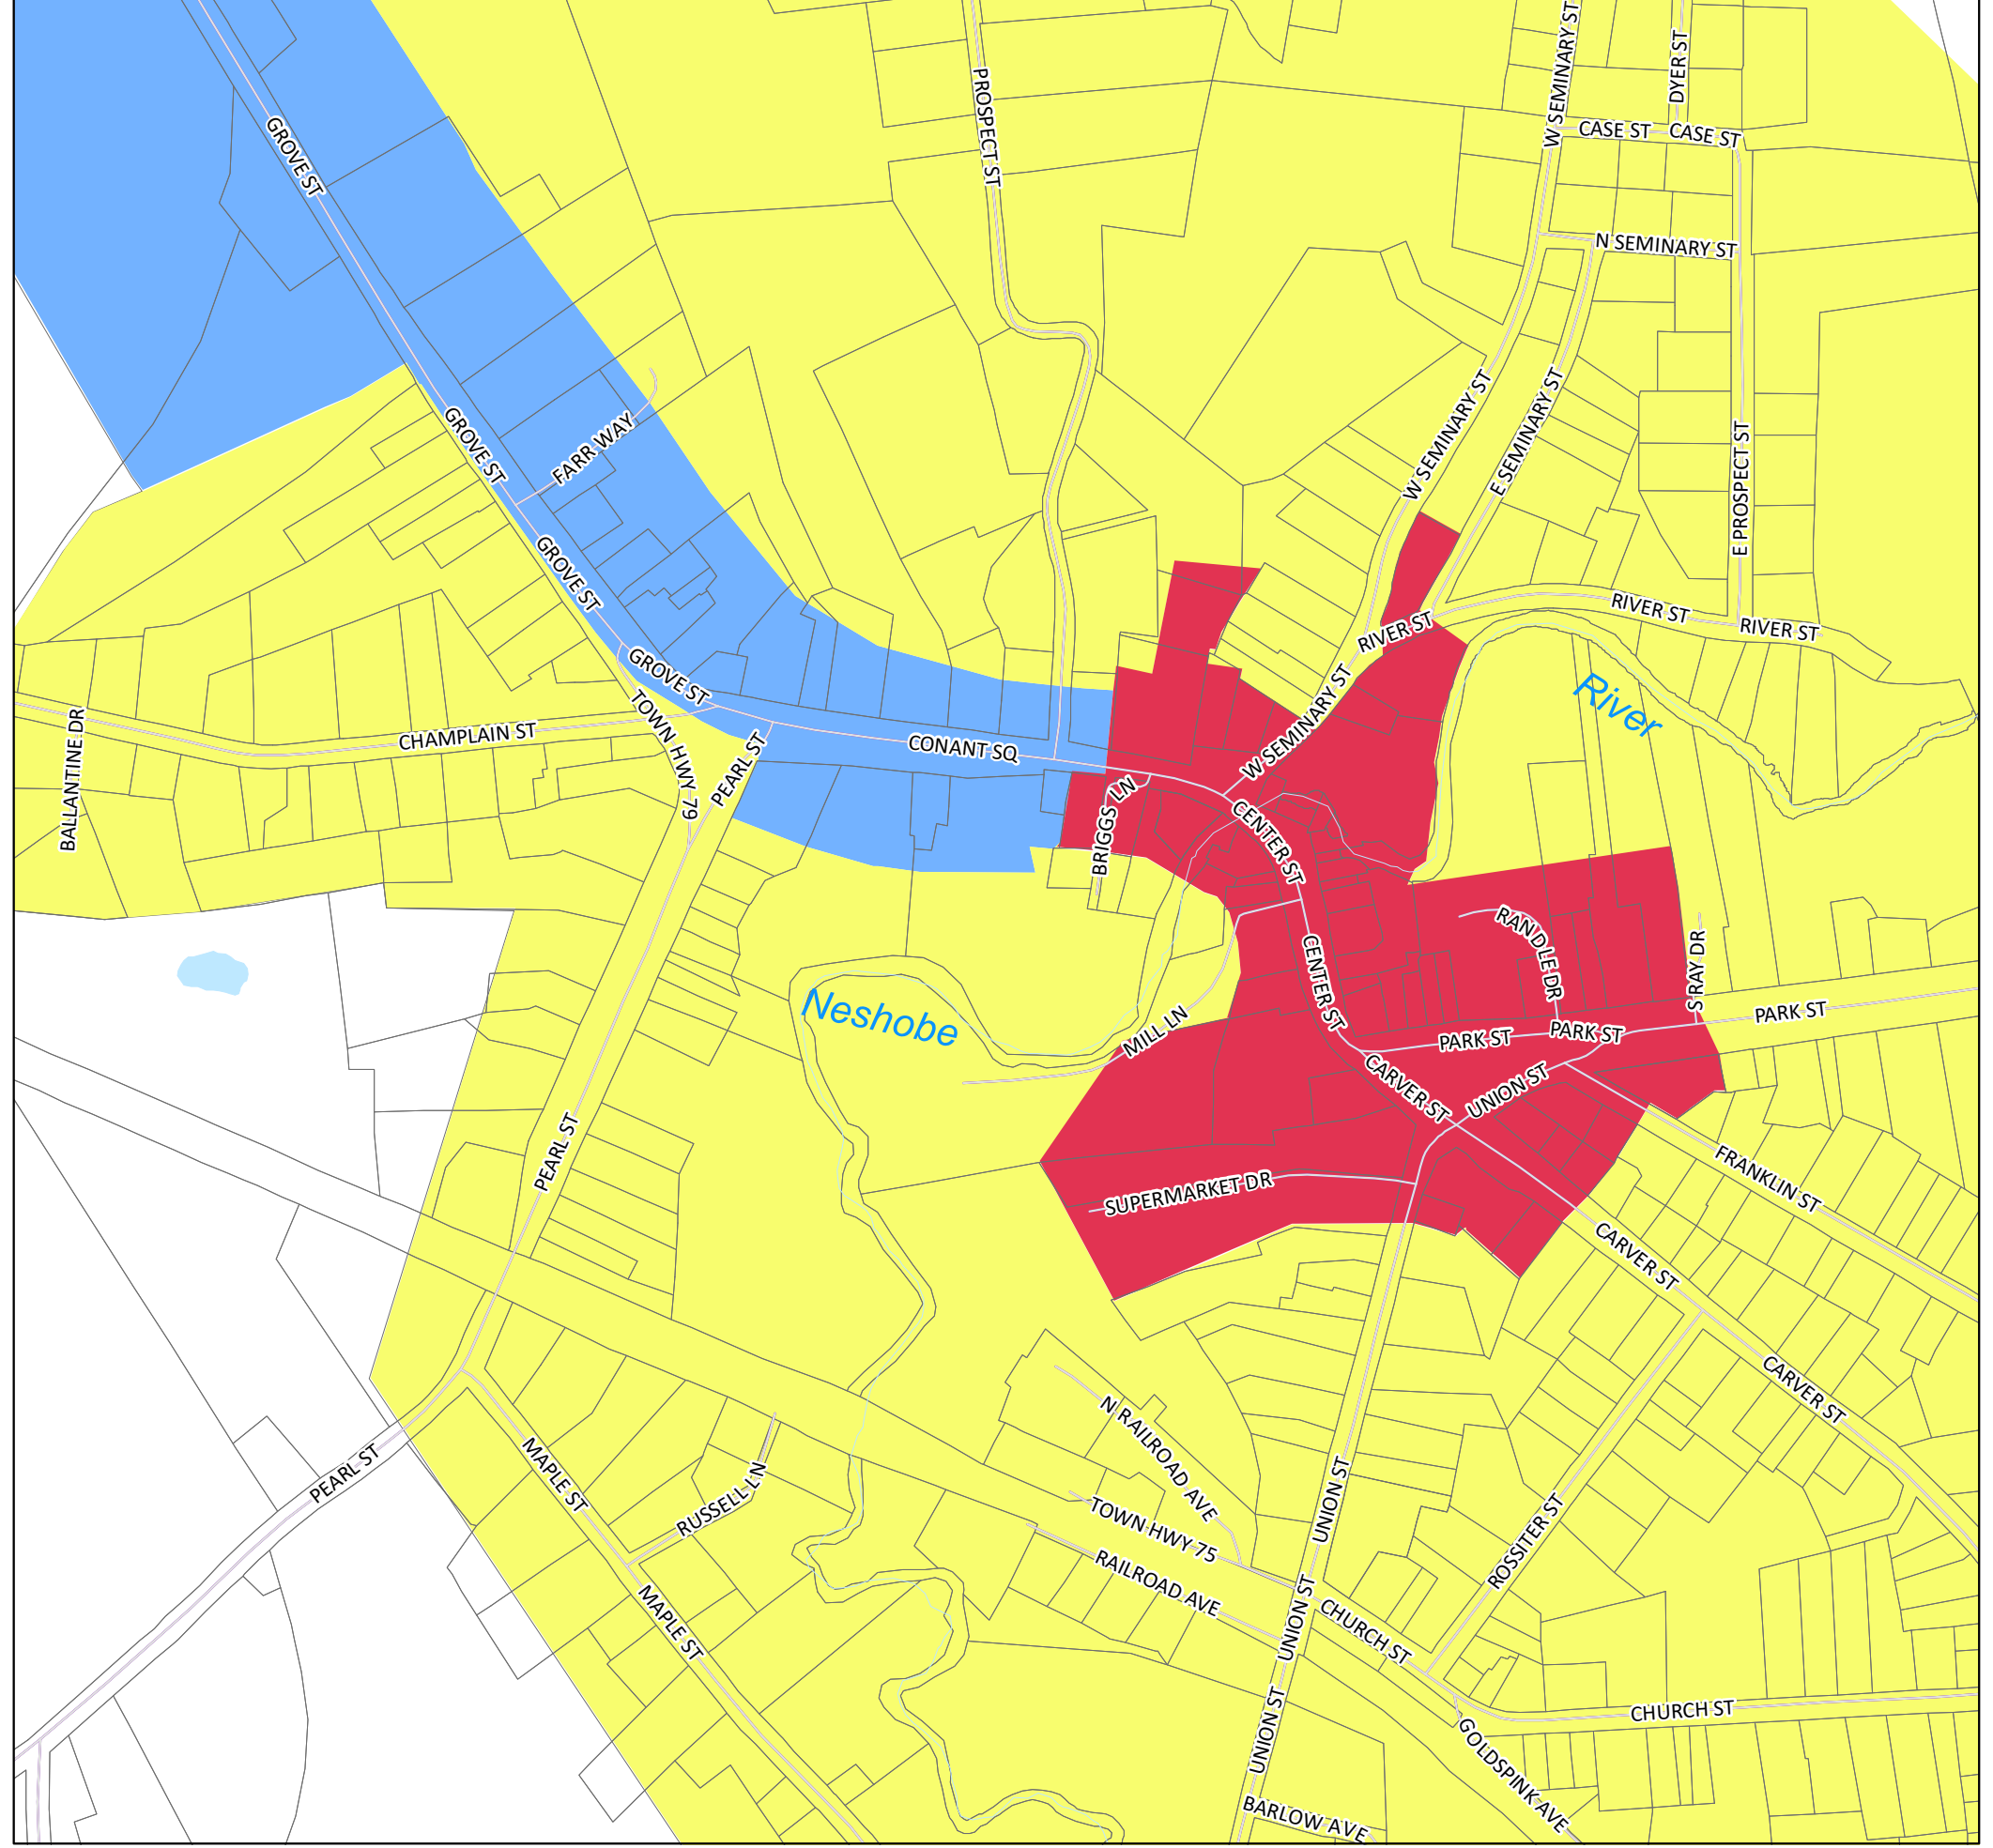 W SEMINARY ST
DYER ST
PROSPECT ST
CASE ST
CASE ST
GROVE ST
N SEMINARY ST
W SEMINARY ST
E SEMINARY ST
GROVE ST
FARR WAY
E PROSPECT ST
GROVE ST
RIVER ST
RIVER ST
RIVER ST
GROVE ST
River
TOWN HWY 79
W SEMINARY ST
BALLANTINE DR
CHAMPLAIN ST
PEARL ST
CONANT SQ
BRIGGS LN
CENTER ST
RANDLE DR
CENTER ST
S RAY DR
Neshobe
MILL LN
PARK ST
PARK ST
PARK ST
CARVER ST
UNION ST
PEARL ST
FRANKLIN ST
SUPERMARKET DR
CARVER ST
CARVER ST
N RAILROAD AVE
PEARL ST
MAPLE ST
RUSSELL LN
UNION ST
TOWN HWY 75
ROSSITER ST
RAILROAD AVE
UNION ST
CHURCH ST
MAPLE ST
CHURCH ST
UNION ST
GOLDSPINK AVE
BARLOW AVE